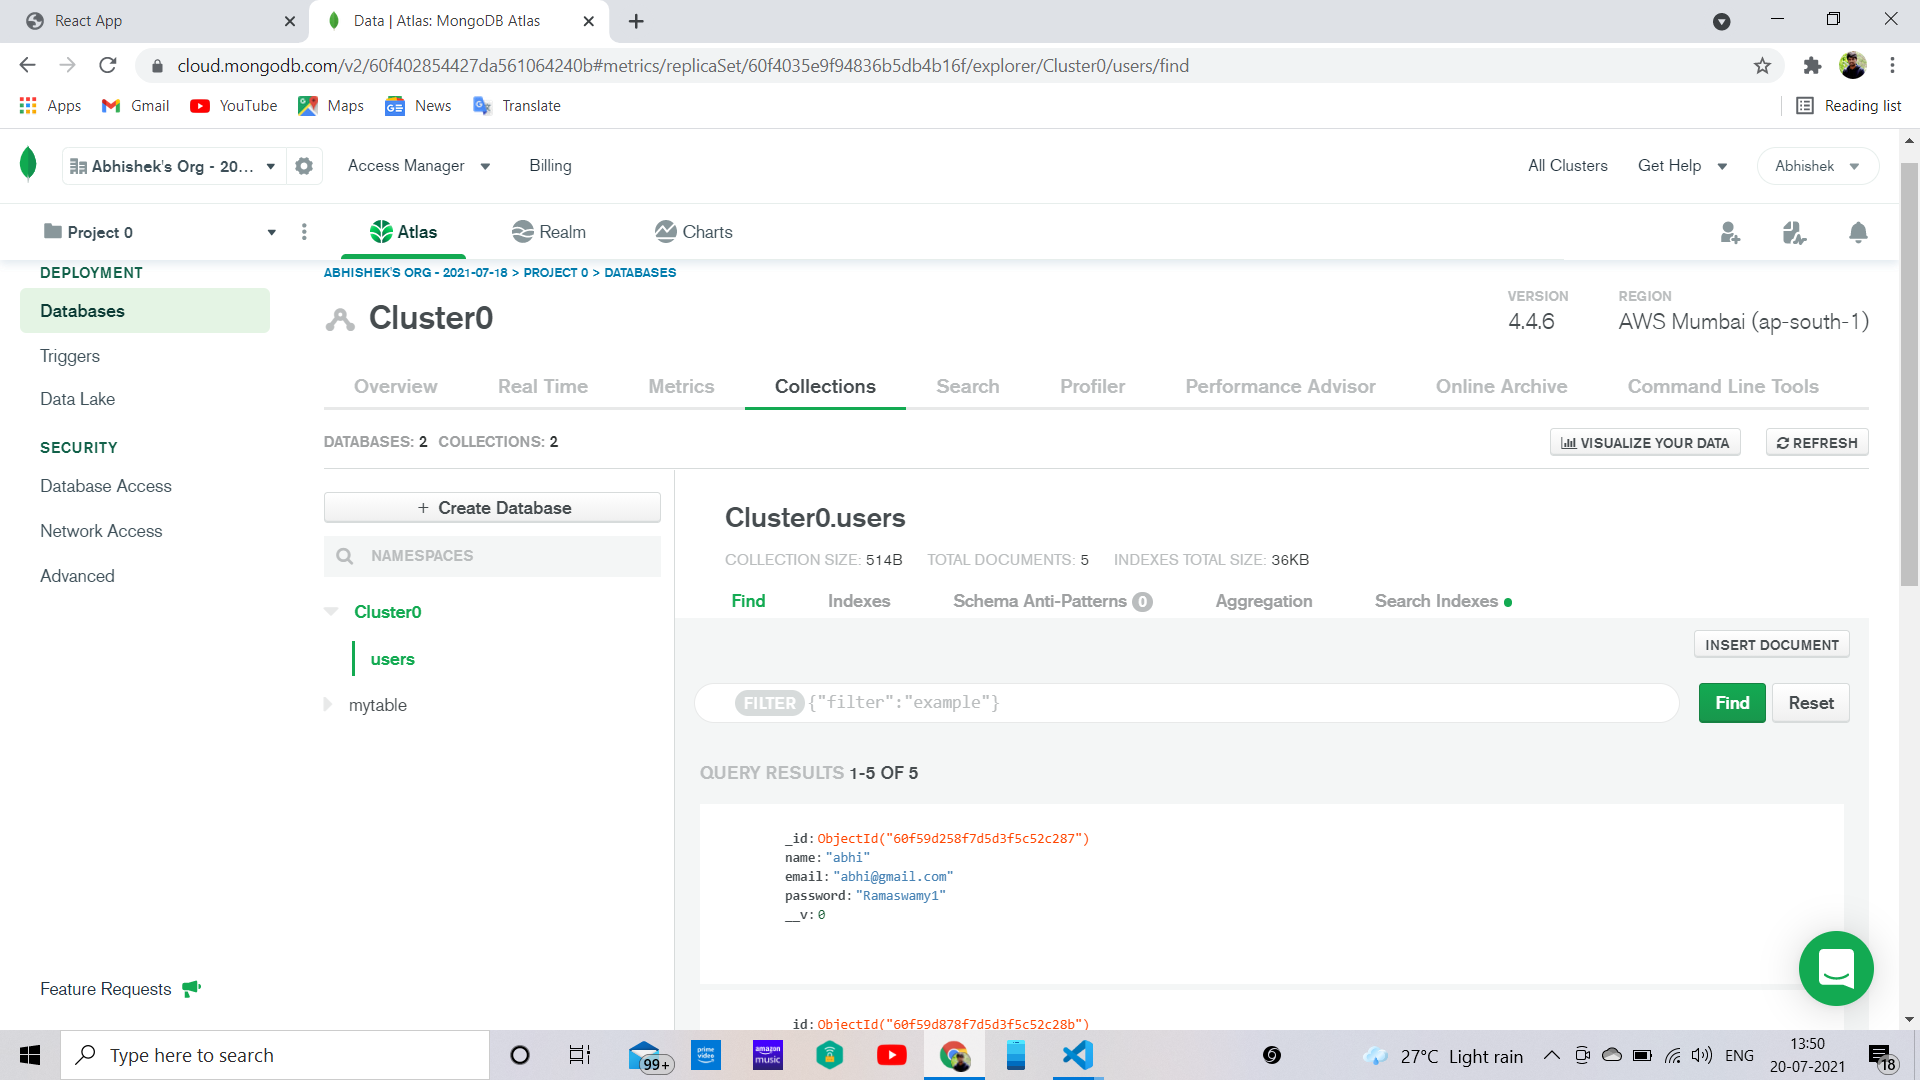 React App
Data | Atlas: MongoDB Atlas
cloud.mongodb.com/v2/60f402854427da561064240b#metrics/replicaSet/60f4035e9f94836b5db4b16f/explorer/Cluster0/users/find
Apps Gmail YouTube Maps News Translate Reading list
Abhishek's Org - 20... Access Manager Billing All Clusters Get Help Abhishek
Project 0 Atlas Realm Charts
DEPLOYMENT
Databases
Triggers
Data Lake
SECURITY
Database Access
Network Access
Advanced
Feature Requests
ABHISHEK'S ORG - 2021-07-18 > PROJECT 0 > DATABASES
Cluster0
VERSION
4.4.6
REGION
AWS Mumbai (ap-south-1)
Overview Real Time Metrics Collections Search Profiler Performance Advisor Online Archive Command Line Tools
DATABASES: 2 COLLECTIONS: 2
VISUALIZE YOUR DATA REFRESH
+ Create Database
NAMESPACES
Cluster0
users
mytable
Cluster0.users
COLLECTION SIZE: 514B TOTAL DOCUMENTS: 5 INDEXES TOTAL SIZE: 36KB
Find Indexes Schema Anti-Patterns 0 Aggregation Search Indexes
INSERT DOCUMENT
FILTER {"filter":"example"}
Find Reset
QUERY RESULTS 1-5 OF 5
_id: ObjectId("60f59d258f7d5d3f5c52c287")
name: "abhi"
email: "abhi@gmail.com"
password: "Ramaswamy1"
__v: 0
_id: ObjectId("60f59d878f7d5d3f5c52c28b")
Type here to search
99+
prime video
amazon music
27°C Light rain
ENG
13:50
20-07-2021
18